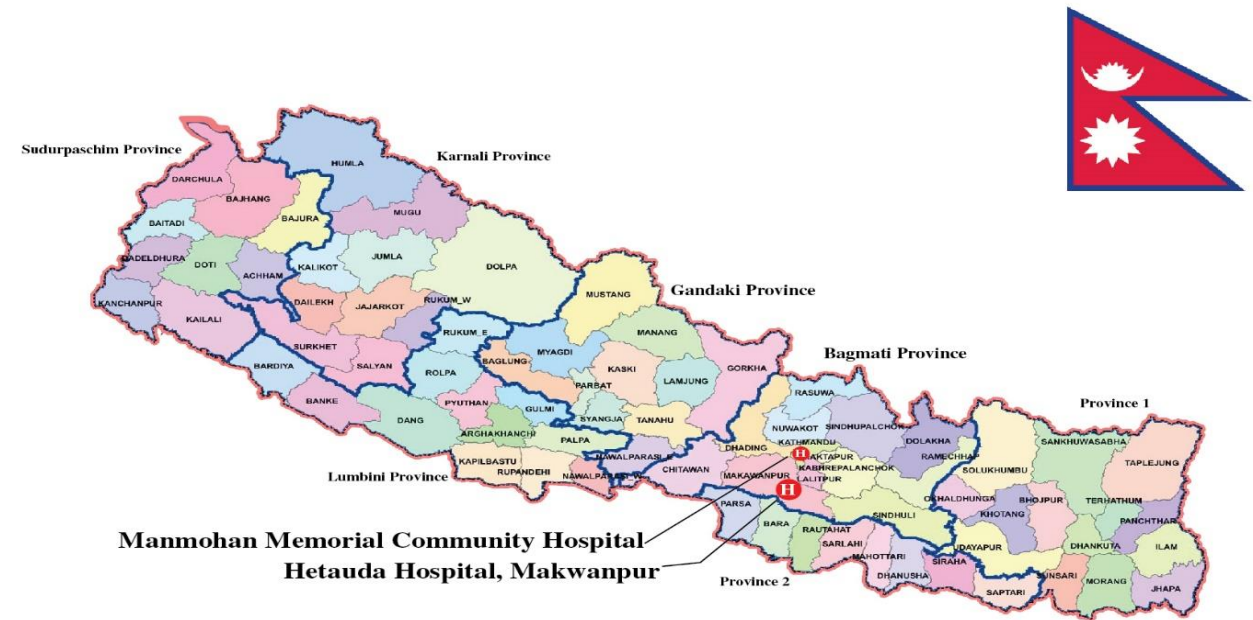 Sudurpaschim Province
Karnali Province
HUMLA
DARCHULA
BAJHANG
BAJURA
MUGU
BAITADI
DADELDHURA
DOTI
ACHHAM
KALIKOT
JUMLA
DOLPA
KANCHANPUR
KAILALI
DAILEKH
JAJARKOT
RUKUM_W
MUSTANG
Gandaki Province
SURKHET
SALYAN
RUKUM_E
BARDIYA
BANKE
ROLPA
MYAGDI
MANANG
BAGLUNG
KASKI
LAMJUNG
GORKHA
PARBAT
DANG
PYUTHAN
GULMI
SYANGJA
TANAHU
ARGHAKHANCHI
PALPA
KAPILBASTU
RUPANDEHI
NAWALPARASI_E
Lumbini Province
Bagmati Province
RASUWA
NUWAKOT
SINDHUPALCHOK
DHADING
KATHMANDU
DOLAKHA
RAMECHHAP
H
KABHREPALANCHOK
CHITAWAN
MAKAWANPUR
LALITPUR
H
SINDHULI
Province 1
SANKHUWASABHA
TAPLEJUNG
SOLUKHUMBU
OKHALDHUNGA
KHOTANG
BHOJPUR
TERHATHUM
PANCHTHAR
UDAYAPUR
DHANKUTA
ILAM
SUNSARI
MORANG
JHAPA
PARSA
BARA
RAUTAHAT
SARLAHI
MAHOTTARI
DHANUSHA
SIRAHA
SAPTARI
Province 2
Manmohan Memorial Community Hospital
Hetauda Hospital, Makwanpur